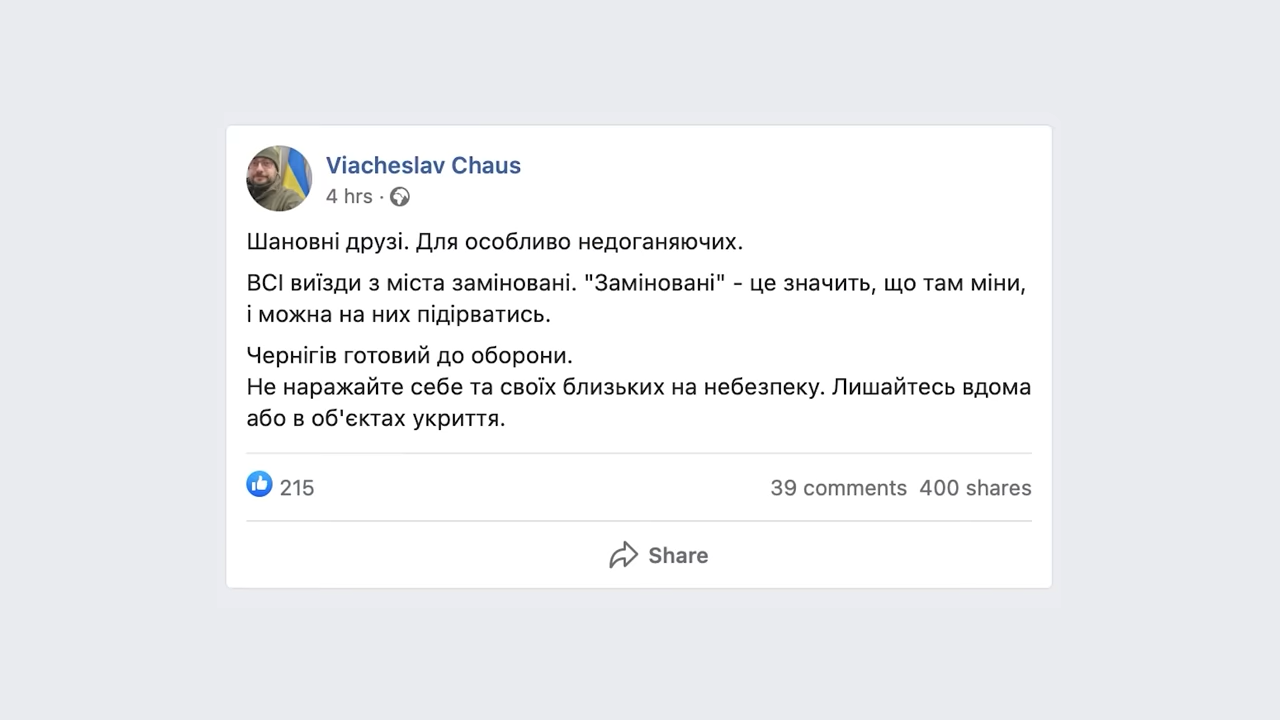 Viacheslav Chaus
4 hrs ·
Шановні друзі. Для особливо недоганяючих.
ВСІ виїзди з міста заміновані. "Заміновані" - це значить, що там міни,
і можна на них підірватись.
Чернігів готовий до оборони.
Не наражайте себе та своїх близьких на небезпеку. Лишайтесь вдома
або в об'єктах укриття.
215
39 comments 400 shares
Share